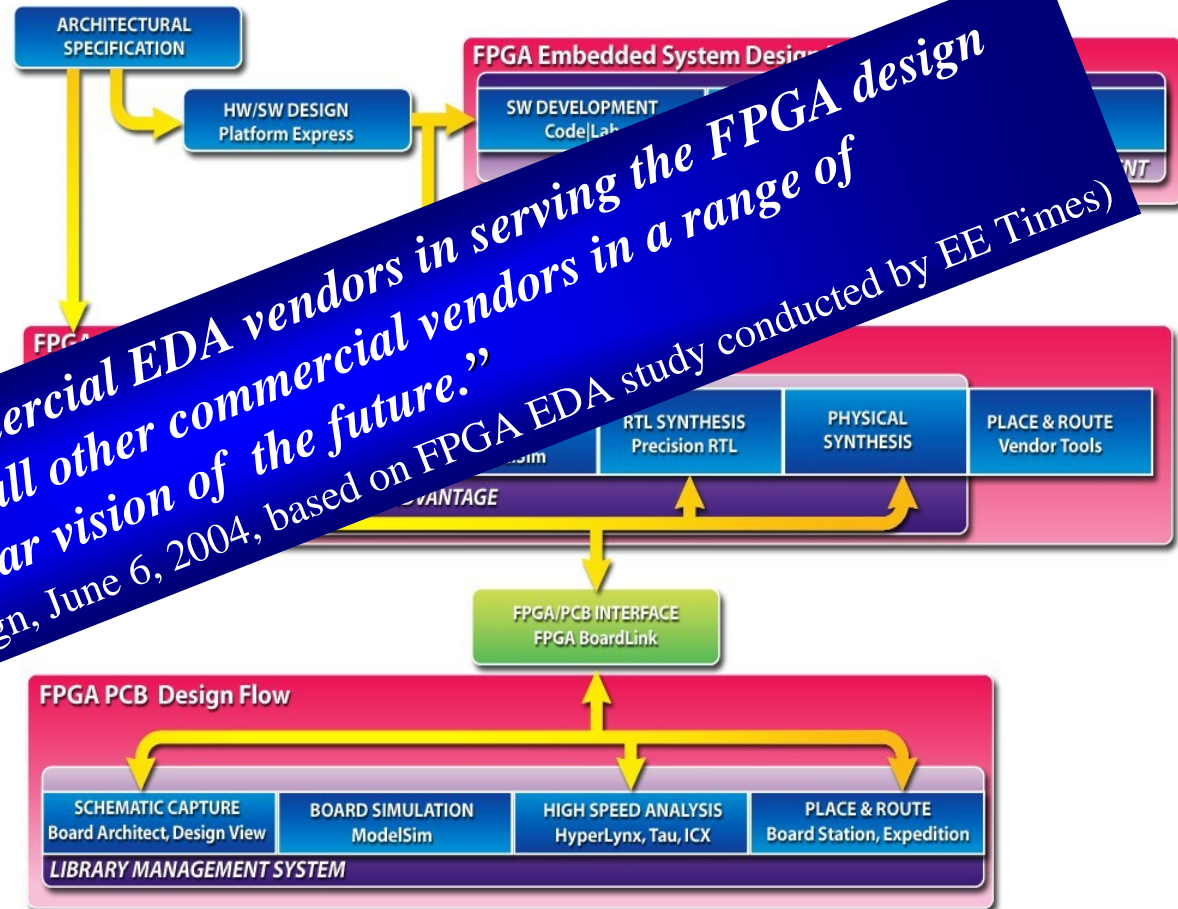 ARCHITECTURAL
SPECIFICATION
HW/SW DESIGN
Platform Express
FPGA Embedded System Design
SW DEVELOPMENT
EDA vendors in serving the FPGA design
all other commercial vendors in a range of
vision of the future.”
June 6, 2004, based on FPGA EDA study conducted by EE Times)
RTL SYNTHESIS
Precision RTL
PHYSICAL
SYNTHESIS
PLACE & ROUTE
Vendor Tools
FPGA/PCB INTERFACE
FPGA BoardLink
FPGA PCB Design Flow
SCHEMATIC CAPTURE
Board Architect, Design View
BOARD SIMULATION
ModelSim
HIGH SPEED ANALYSIS
HyperLynx, Tau, ICX
PLACE & ROUTE
Board Station, Expedition
LIBRARY MANAGEMENT SYSTEM